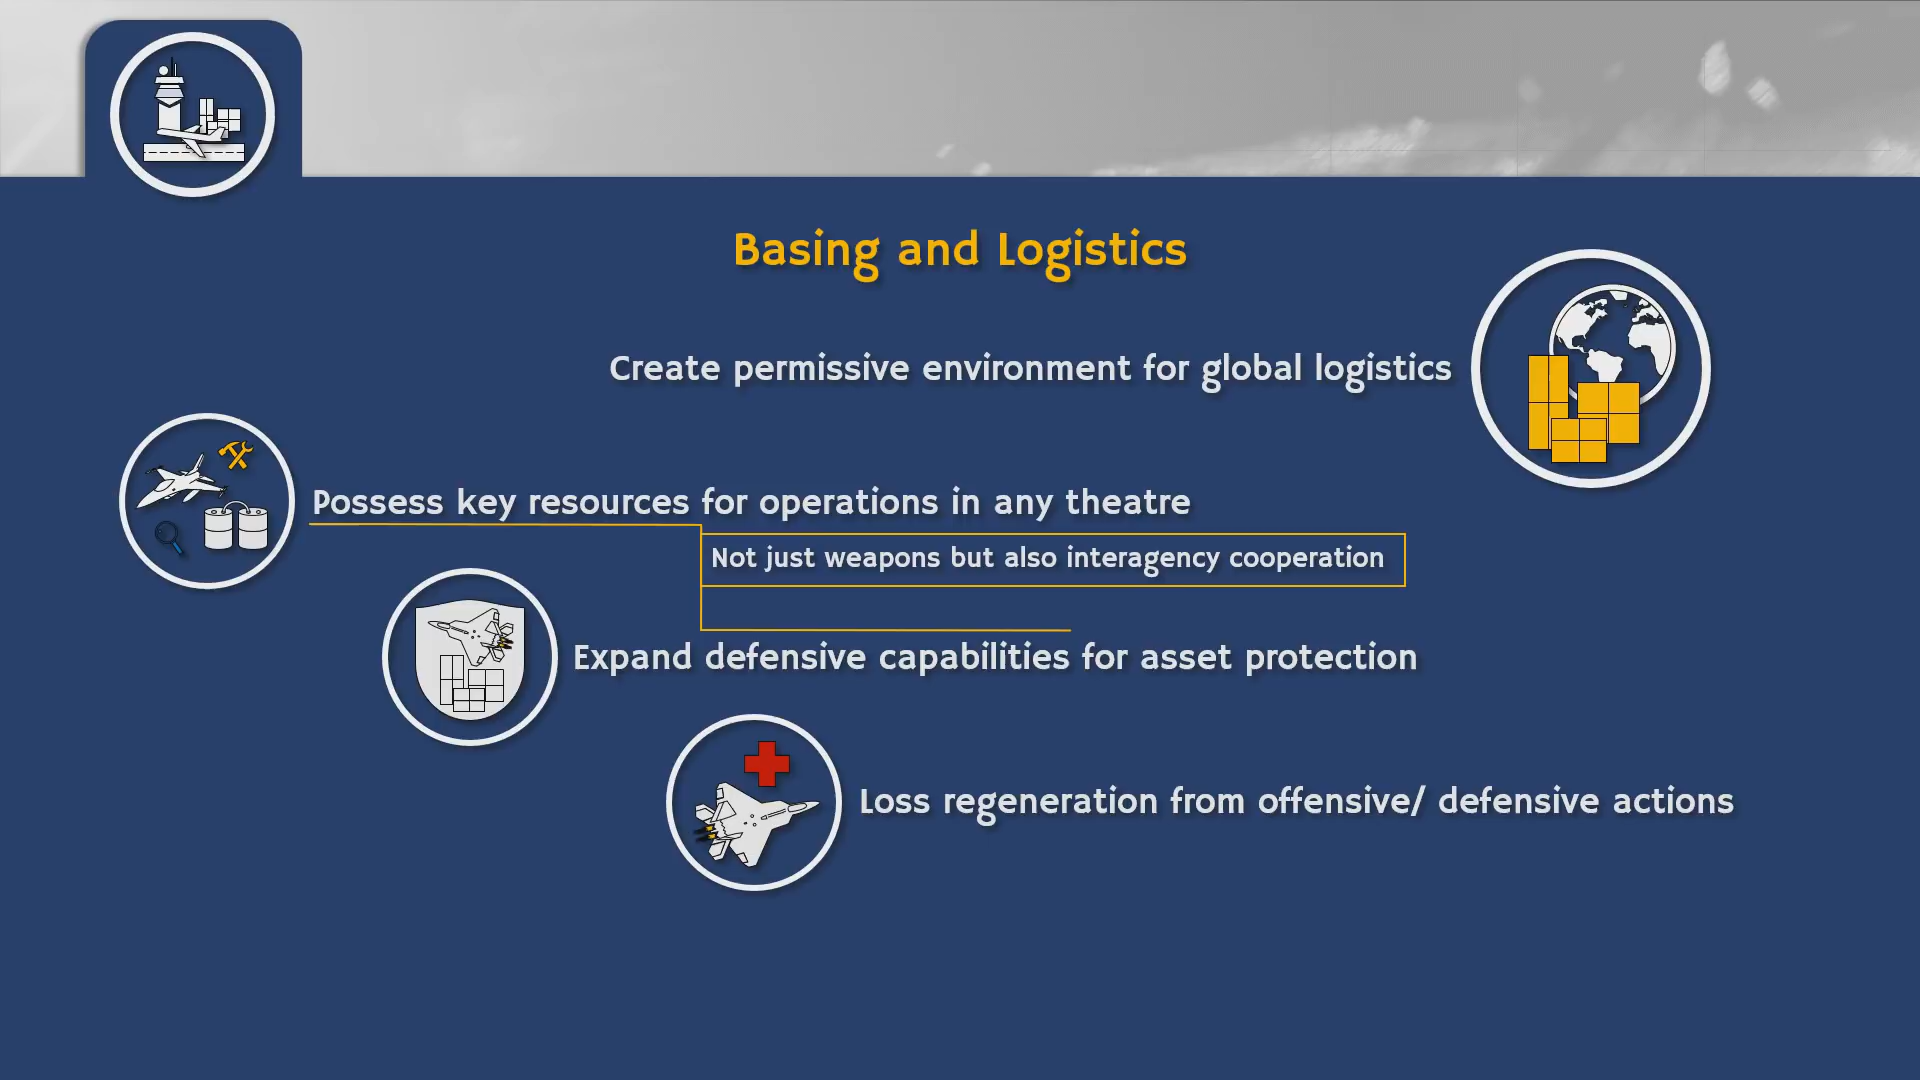 Basing and Logistics
Create permissive environment for global logistics
Possess key resources for operations in any theatre
Not just weapons but also interagency cooperation
Expand defensive capabilities for asset protection
Loss regeneration from offensive/ defensive actions